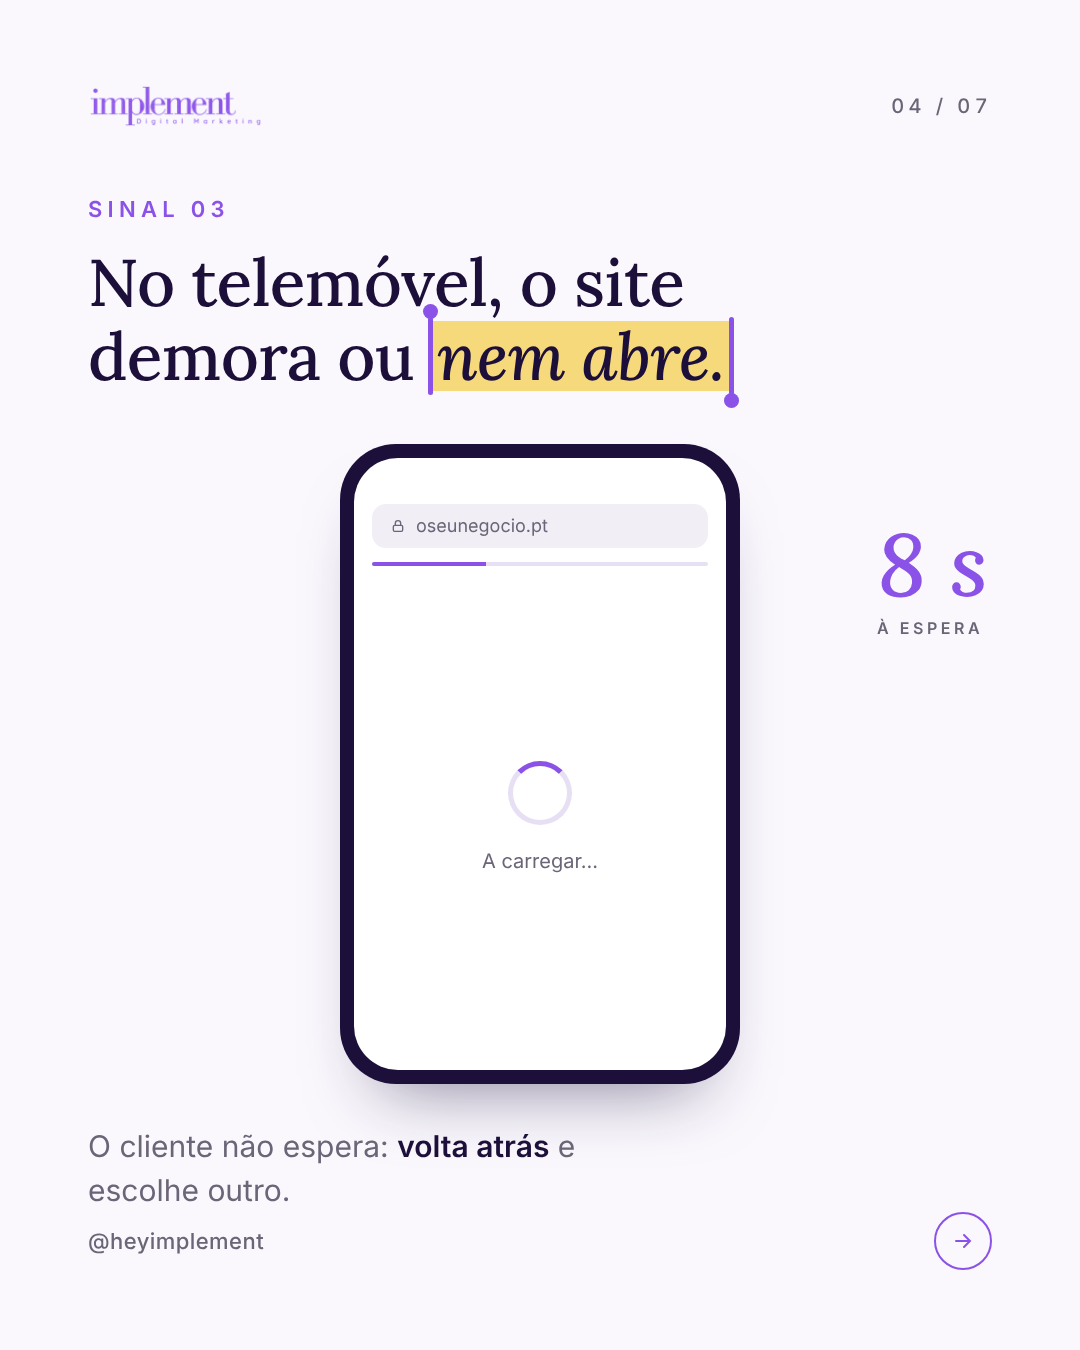 implement
Digital Marketing
04 / 07
SINAL 03
No telemóvel, o site
demora ou nem abre.
oseunegocio.pt
8 s
À ESPERA
A carregar...
O cliente não espera: volta atrás e
escolhe outro.
@heyimplement